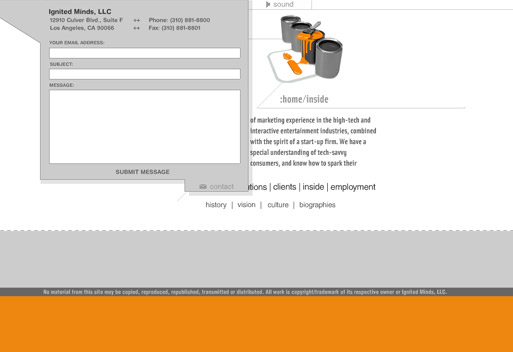 sound
Ignited Minds, LLC
12910 Culver Blvd., Suite F ++ Phone: (310) 881-8800
Los Angeles, CA 90066 ++ Fax: (310) 881-8801
YOUR EMAIL ADDRESS:
SUBJECT:
MESSAGE:
SUBMIT MESSAGE
contact
:home/inside
of marketing experience in the high-tech and
interactive entertainment industries, combined
with the spirit of a start-up firm. We have a
special understanding of tech-savvy
consumers, and know how to spark their
tions | clients | inside | employment
history | vision | culture | biographies
No material from this site may be copied, reproduced, republished, transmitted or distributed. All work is copyright/trademark of its respective owner or Ignited Minds, LLC.